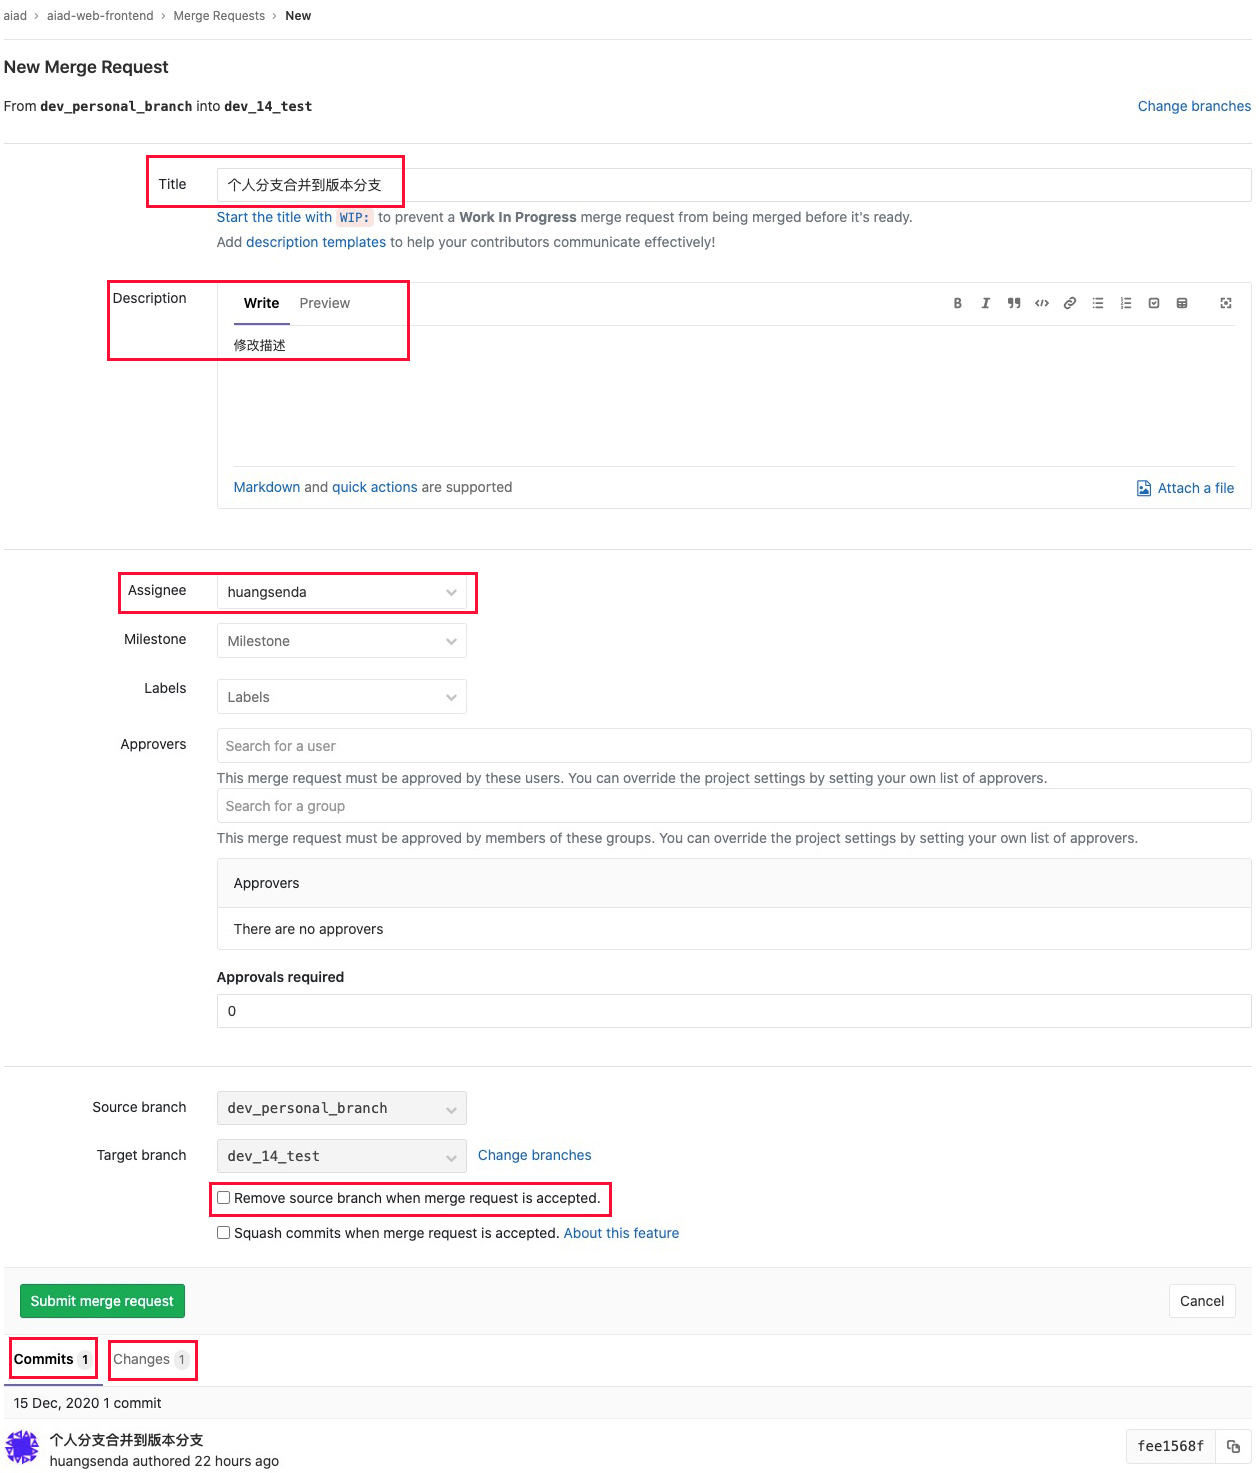 aiad › aiad-web-frontend › Merge Requests › New
New Merge Request
From dev_personal_branch into dev_14_test
Change branches
Title
个人分支合并到版本分支
Start the title with WIP: to prevent a Work In Progress merge request from being merged before it's ready.
Add description templates to help your contributors communicate effectively!
Description
Write Preview
修改描述
Markdown and quick actions are supported
Attach a file
Assignee
huangsenda
Milestone
Milestone
Labels
Labels
Approvers
Search for a user
This merge request must be approved by these users. You can override the project settings by setting your own list of approvers.
Search for a group
This merge request must be approved by members of these groups. You can override the project settings by setting your own list of approvers.
Approvers
There are no approvers
Approvals required
0
Source branch
dev_personal_branch
Target branch
dev_14_test
Change branches
Remove source branch when merge request is accepted.
Squash commits when merge request is accepted. About this feature
Submit merge request
Cancel
Commits 1
Changes 1
15 Dec, 2020 1 commit
个人分支合并到版本分支
huangsenda authored 22 hours ago
fee1568f